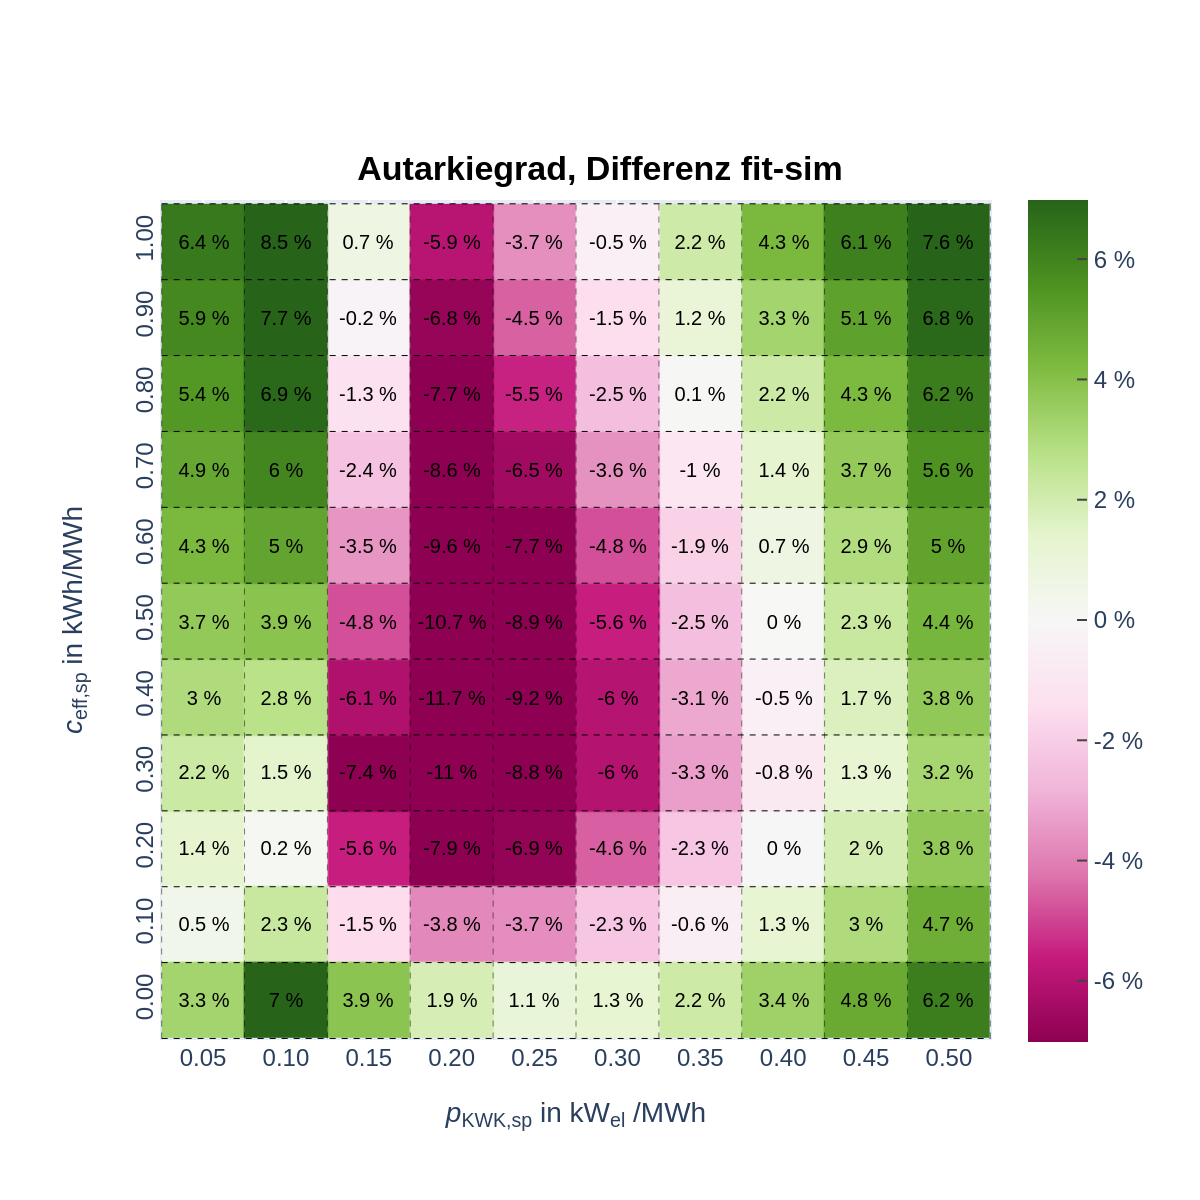 Autarkiegrad, Differenz fit-sim
1.00 6.4 % 8.5 % 0.7 % -5.9 % -3.7 % -0.5 % 2.2 % 4.3 % 6.1 % 7.6 %
0.90 5.9 % 7.7 % -0.2 % -6.8 % -4.5 % -1.5 % 1.2 % 3.3 % 5.1 % 6.8 %
0.80 5.4 % 6.9 % -1.3 % -7.7 % -5.5 % -2.5 % 0.1 % 2.2 % 4.3 % 6.2 %
0.70 4.9 % 6 % -2.4 % -8.6 % -6.5 % -3.6 % -1 % 1.4 % 3.7 % 5.6 %
0.60 4.3 % 5 % -3.5 % -9.6 % -7.7 % -4.8 % -1.9 % 0.7 % 2.9 % 5 %
0.50 3.7 % 3.9 % -4.8 % -10.7 % -8.9 % -5.6 % -2.5 % 0 % 2.3 % 4.4 %
0.40 3 % 2.8 % -6.1 % -11.7 % -9.2 % -6 % -3.1 % -0.5 % 1.7 % 3.8 %
0.30 2.2 % 1.5 % -7.4 % -11 % -8.8 % -6 % -3.3 % -0.8 % 1.3 % 3.2 %
0.20 1.4 % 0.2 % -5.6 % -7.9 % -6.9 % -4.6 % -2.3 % 0 % 2 % 3.8 %
0.10 0.5 % 2.3 % -1.5 % -3.8 % -3.7 % -2.3 % -0.6 % 1.3 % 3 % 4.7 %
0.00 3.3 % 7 % 3.9 % 1.9 % 1.1 % 1.3 % 2.2 % 3.4 % 4.8 % 6.2 %
0.05 0.10 0.15 0.20 0.25 0.30 0.35 0.40 0.45 0.50
pKWK,sp in kWel /MWh
ceff,sp in kWh/MWh
6 %
4 %
2 %
0 %
-2 %
-4 %
-6 %